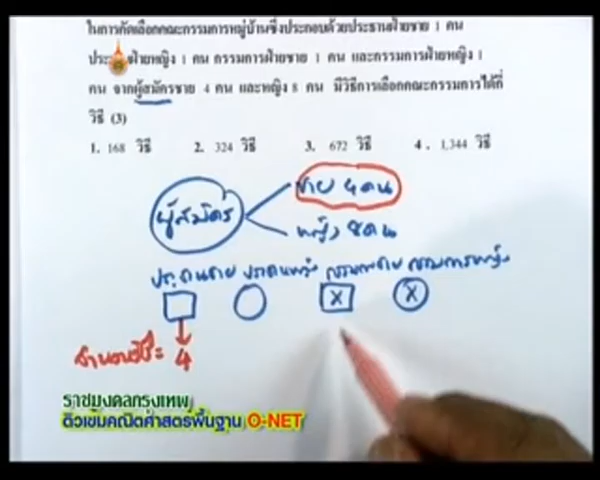 ในการคัดเลือกคณะกรรมการหมู่บ้านซึ่งประกอบด้วยประธานฝ่ายชาย 1 คน
ประ ฝ่ายหญิง 1 คน กรรมการฝ่ายชาย 1 คน และกรรมการฝ่ายหญิง 1
คน จากผู้สมัครชาย 4 คน และหญิง 8 คน มีวิธีการเลือกคณะกรรมการได้กี่
วิธี (3)
1. 168 วิธี 2. 324 วิธี 3. 672 วิธี 4. 1,344 วิธี
ชาย 4 คน
ผู้สมัคร
หญิง 8 คน
ประธานชาย ประธานหญิง กรรมการชาย กรรมการหญิง
X X
จำนวนวิธี = 4
ราชมงคลกรุงเทพ
ติวเข้มคณิตศาสตร์พื้นฐาน O-NET